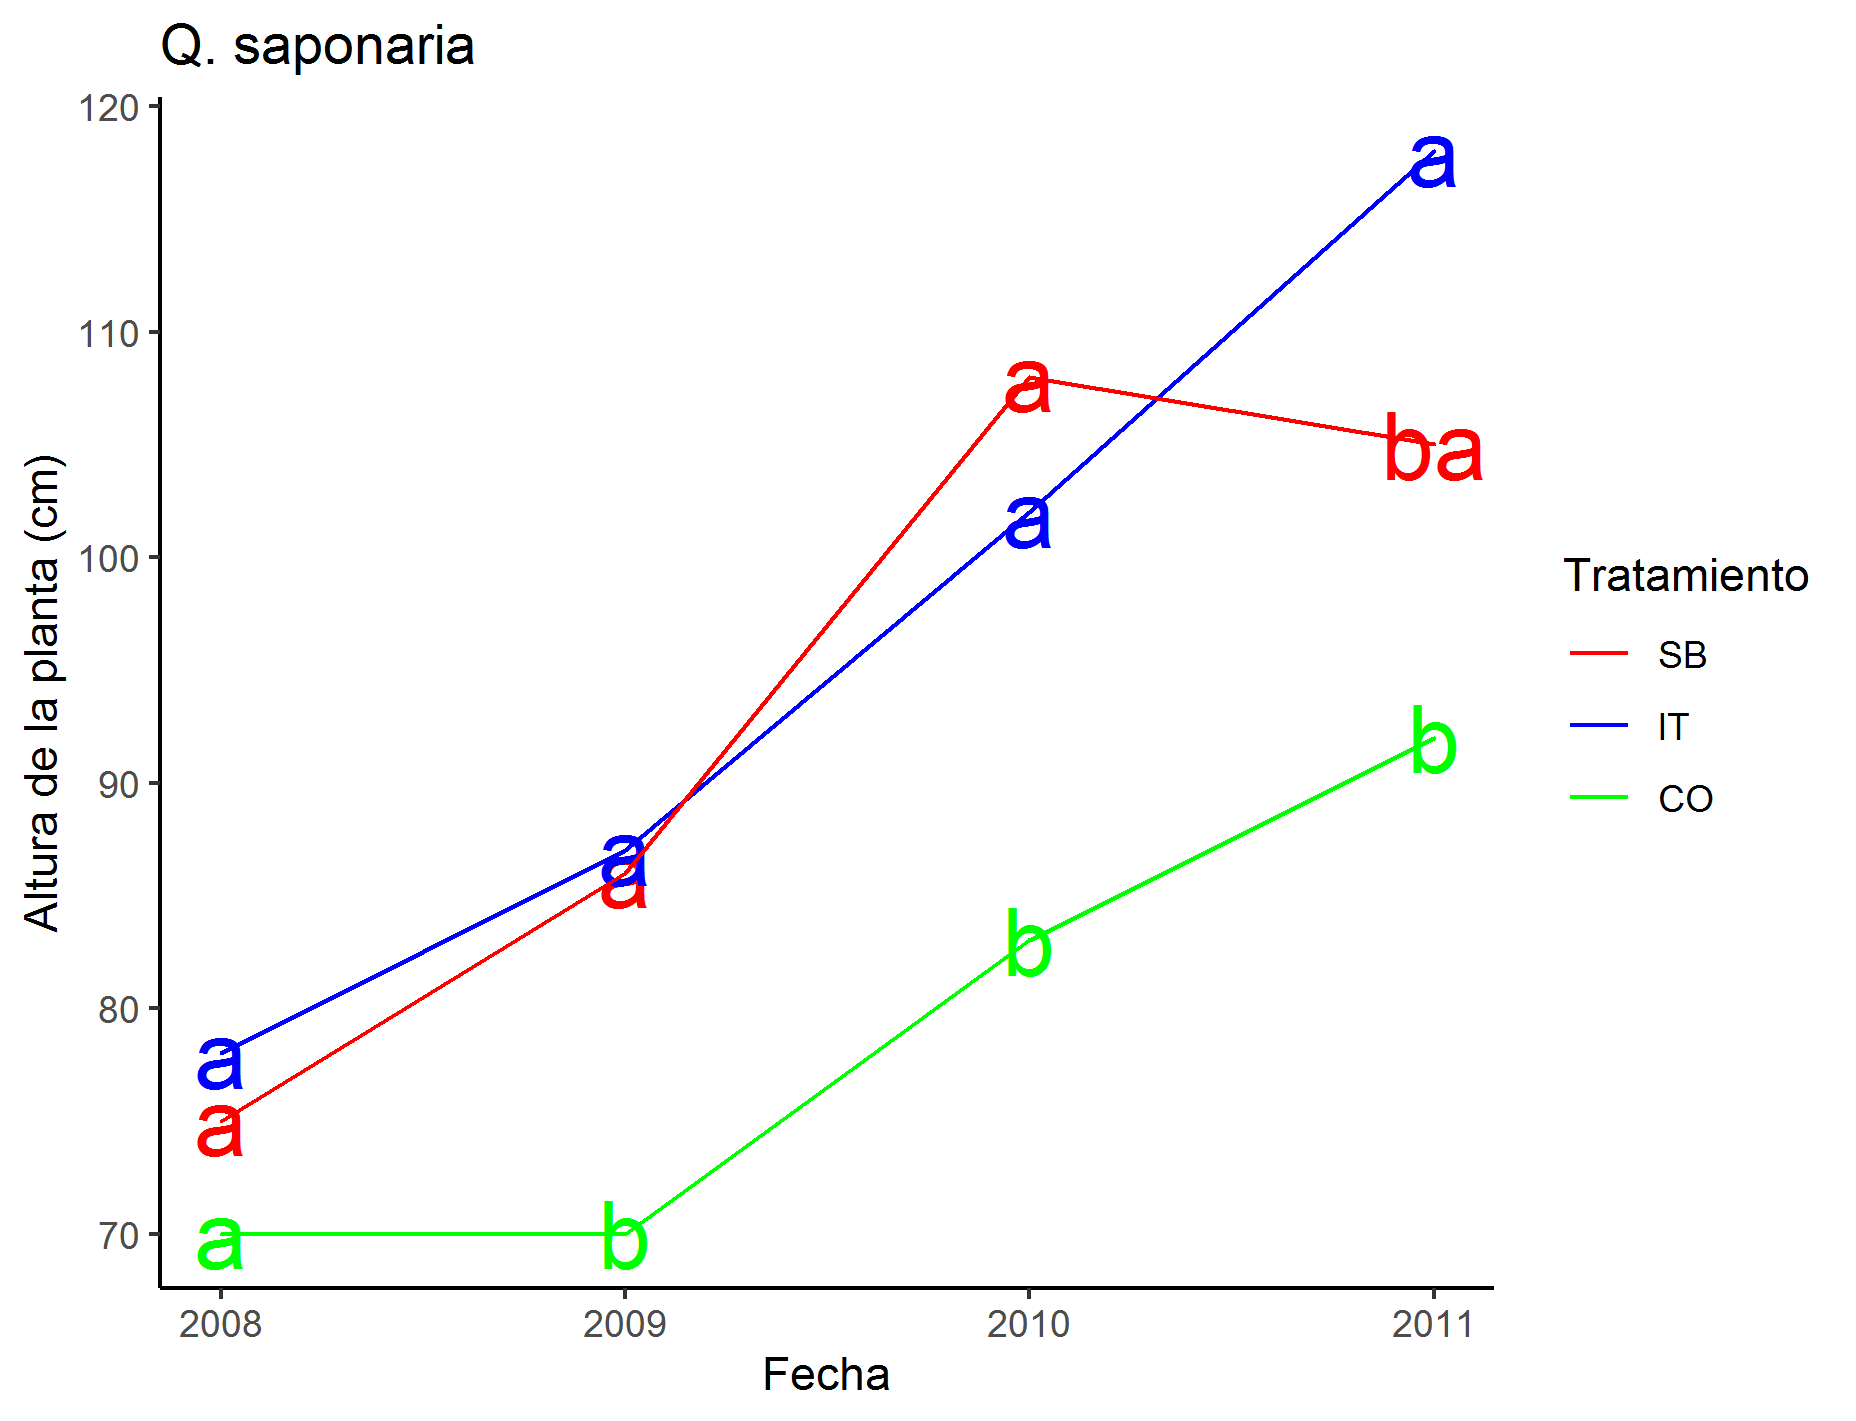 Q. saponaria
120
110
100
90
80
70
Altura de la planta (cm)
a
a
ba
a
b
a
a
b
a
a
a
b
2008 2009 2010 2011
Fecha
Tratamiento
SB
IT
CO